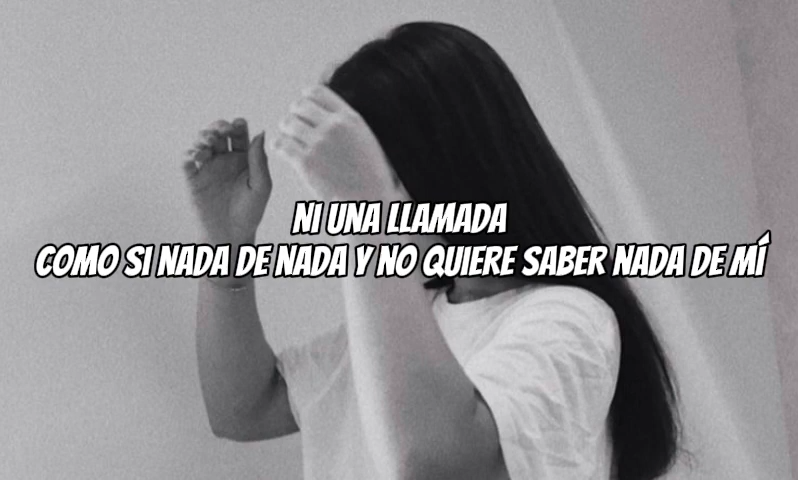 NI UNA LLAMADA
COMO SI NADA DE NADA Y NO QUIERE SABER NADA DE MÍ